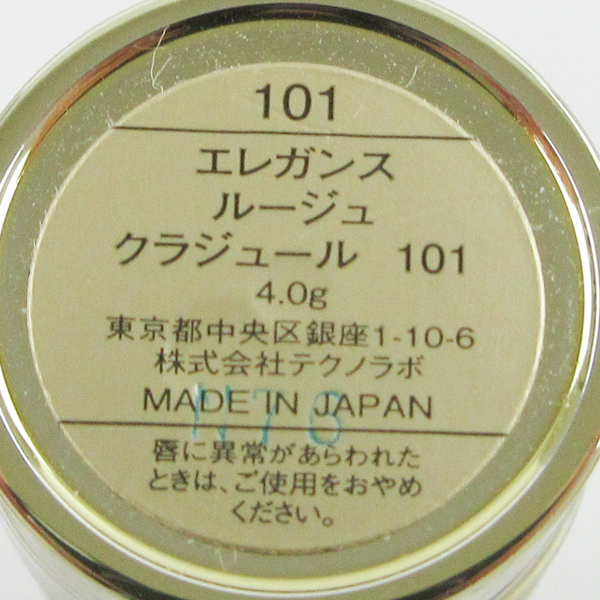 101
エレガンス
ルージュ
クラジュール 101
4.0g
東京都中央区銀座1-10-6
株式会社テクノラボ
MADE IN JAPAN
N76
唇に異常があらわれた
ときは、ご使用をおやめ
ください。